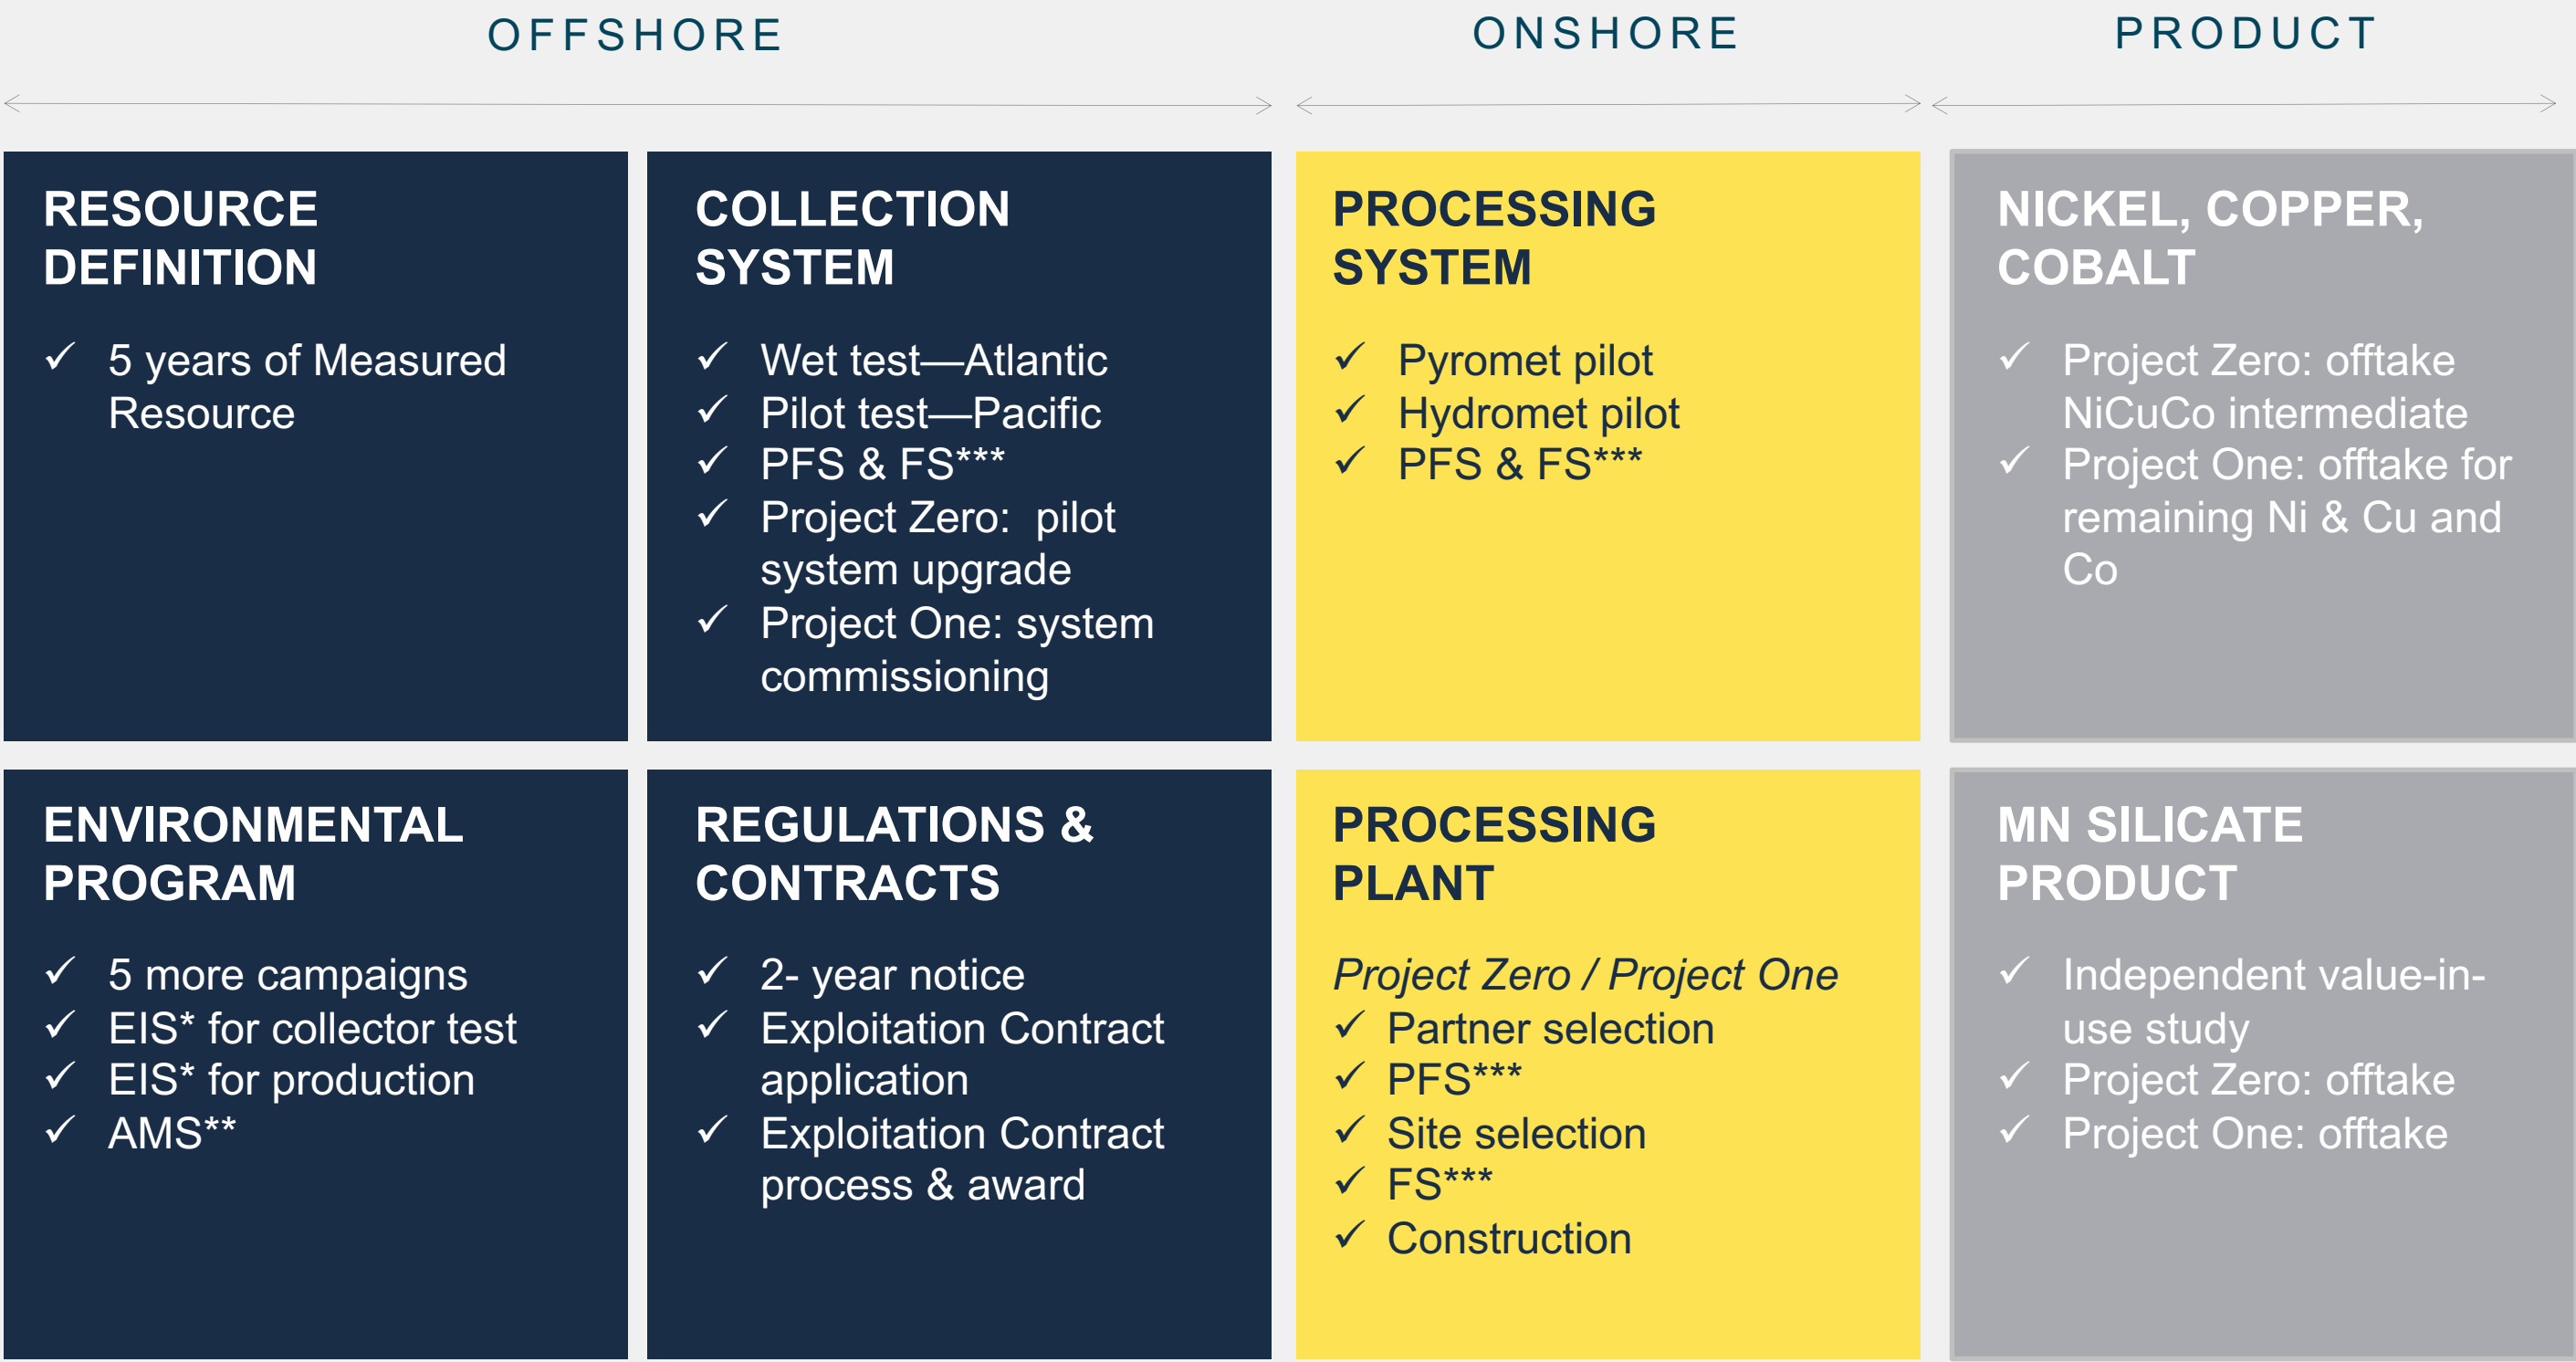 OFFSHORE
ONSHORE
PRODUCT
RESOURCE
DEFINITION
✓ 5 years of Measured
Resource
COLLECTION
SYSTEM
✓ Wet test—Atlantic
✓ Pilot test—Pacific
✓ PFS & FS***
✓ Project Zero: pilot
system upgrade
✓ Project One: system
commissioning
PROCESSING
SYSTEM
✓ Pyromet pilot
✓ Hydromet pilot
✓ PFS & FS***
NICKEL, COPPER,
COBALT
✓ Project Zero: offtake
NiCuCo intermediate
✓ Project One: offtake for
remaining Ni & Cu and
Co
ENVIRONMENTAL
PROGRAM
✓ 5 more campaigns
✓ EIS* for collector test
✓ EIS* for production
✓ AMS**
REGULATIONS &
CONTRACTS
✓ 2- year notice
✓ Exploitation Contract
application
✓ Exploitation Contract
process & award
PROCESSING
PLANT
Project Zero / Project One
✓ Partner selection
✓ PFS***
✓ Site selection
✓ FS***
✓ Construction
MN SILICATE
PRODUCT
✓ Independent value-in-
use study
✓ Project Zero: offtake
✓ Project One: offtake